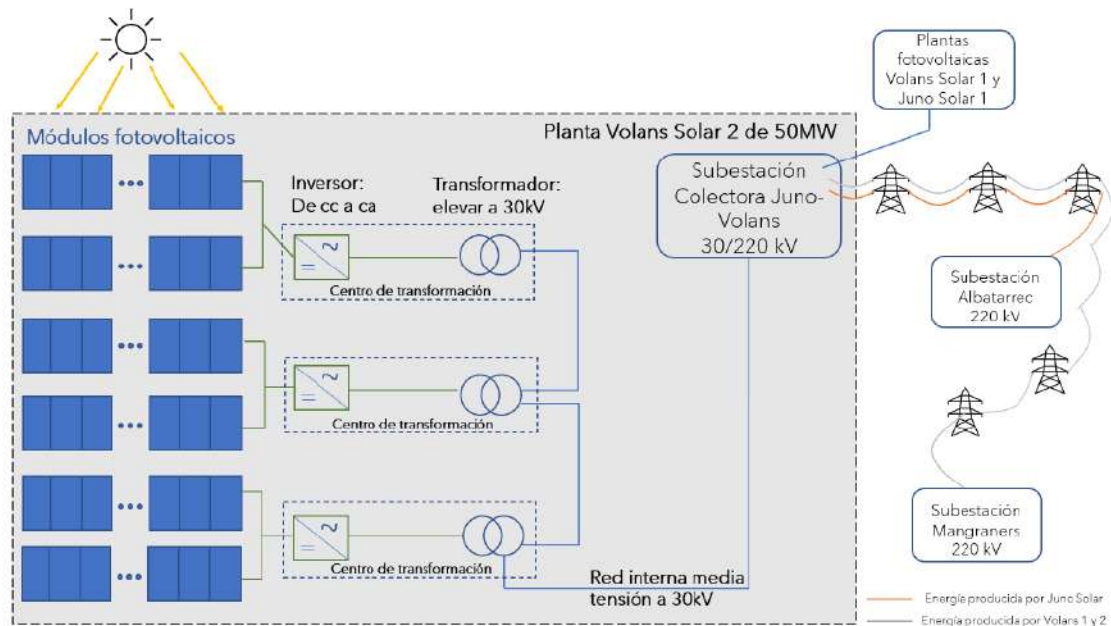 Plantas
fotovoltaicas
Volans Solar 1 y
Juno Solar 1
Módulos fotovoltaicos
Planta Volans Solar 2 de 50MW
Inversor:
De cc a ca
Transformador:
elevar a 30kV
Subestación
Colectora Juno-
Volans
30/220 kV
Centro de transformación
Subestación
Albatarrec
220 kV
Centro de transformación
Subestación
Mangraners
220 kV
Centro de transformación
Red interna media
tensión a 30kV
Energíe producida por Juno Solar
Energía producida por Volans 1 y 2